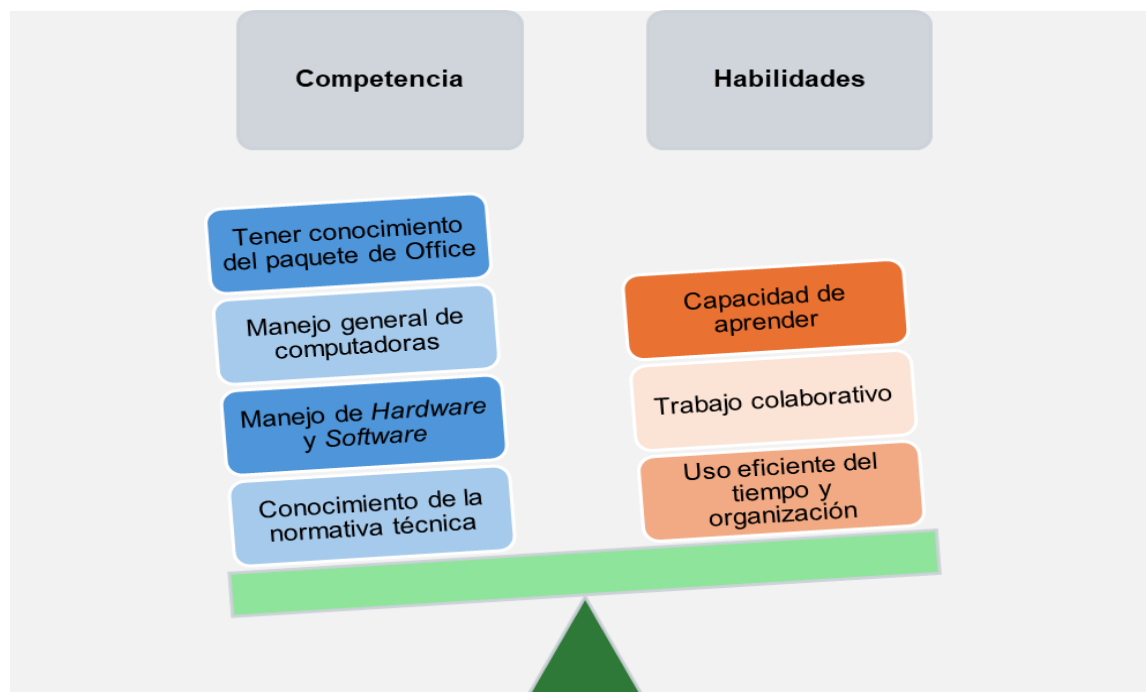 Competencia
Habilidades
Tener conocimiento
del paquete de Office
Manejo general de
computadoras
Manejo de Hardware
y Software
Conocimiento de la
normativa técnica
Capacidad de
aprender
Trabajo colaborativo
Uso eficiente del
tiempo y
organización